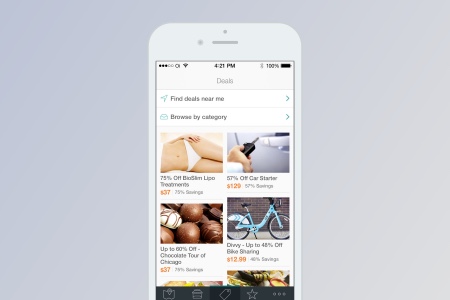 4:21 PM
100%
Deals
Find deals near me
Browse by category
75% Off BioSlim Lipo
Treatments
$37 · 75% Savings
57% Off Car Starter
$129 · 57% Savings
Up to 60% Off -
Chocolate Tour of
Chicago
$37 · 75% Savings
Divvy - Up to 46% Off
Bike Sharing
$12.99 · 46% Savings